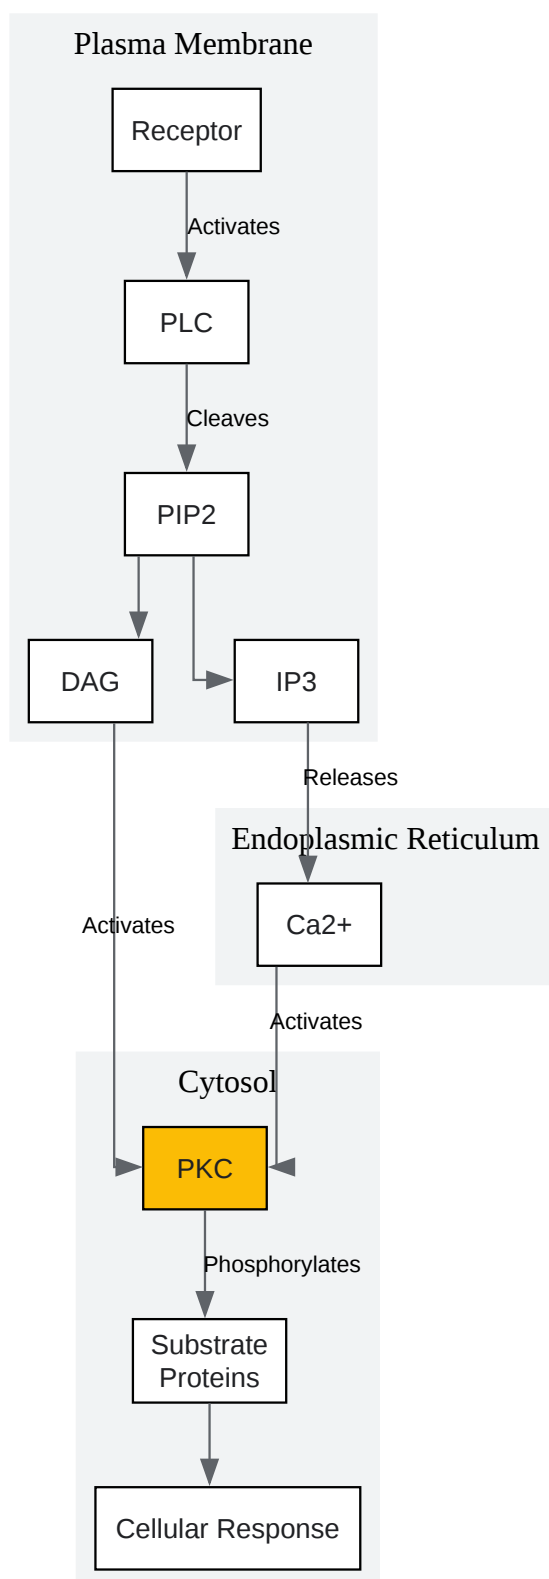 Plasma Membrane
Receptor
Activates
PLC
Cleaves
PIP2
DAG
IP3
Releases
Endoplasmic Reticulum
Ca2+
Activates
Activates
Cytosol
PKC
Phosphorylates
Substrate
Proteins
Cellular Response